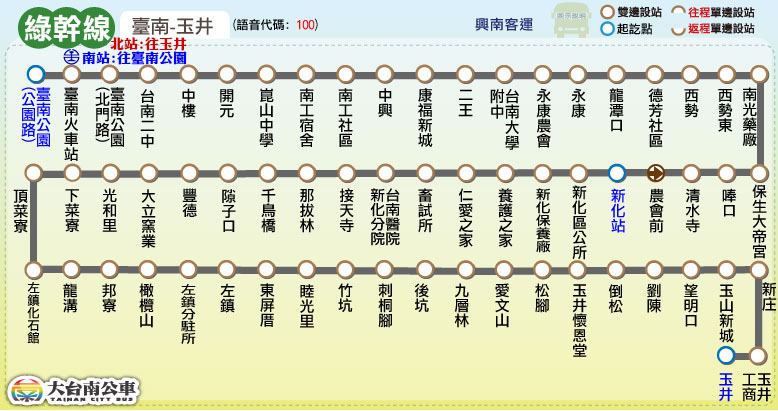 綠幹線
臺南-玉井
(語音代碼: 100)
興南客運
雙邊設站
起訖點
往程單邊設站
返程單邊設站
北站:往玉井
南站:往臺南公園
臺南公園(公園路)
臺南火車站
臺南公園(北門路)
台南二中
中樓
開元
崑山中學
南工宿舍
南工社區
中興
康福新城
二王
台南大學附中
永康農會
永康
龍潭口
德芳社區
西勢
西勢東
南光藥廠
頂菜寮
下菜寮
光和里
大立窯業
豐德
隙子口
千鳥橋
那拔林
接天寺
台南醫院新化分院
畜試所
仁愛之家
養護之家
新化保養廠
新化區公所
新化站
農會前
清水寺
唪口
保生大帝宮
左鎮化石館
龍溝
邦寮
橄欖山
左鎮分駐所
左鎮
東屏厝
睦光里
竹坑
刺桐腳
後坑
九層林
愛文山
松腳
玉井懷恩堂
倒松
劉陳
望明口
玉山新城
新庄
玉井
玉井工商
大台南公車
TAINAN CITY BUS